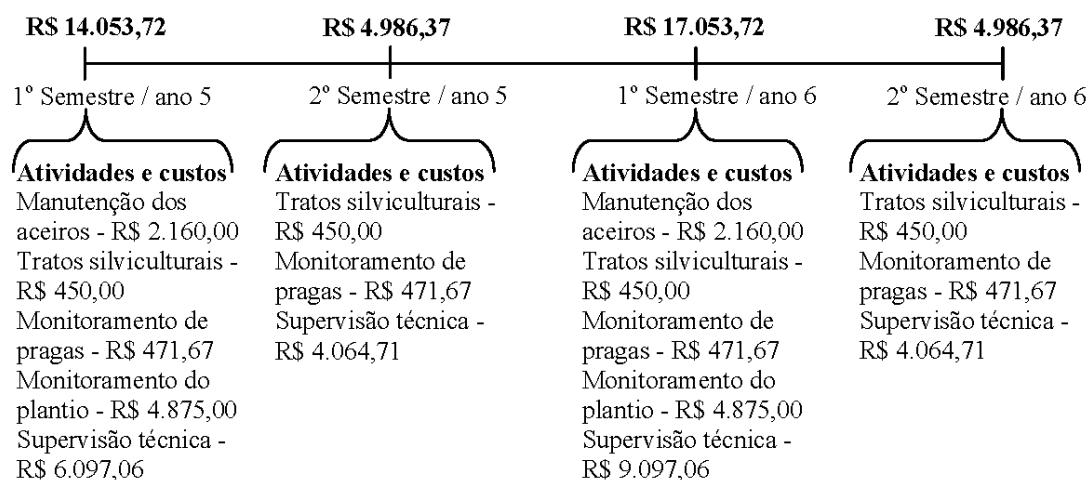 R$ 14.053,72
R$ 4.986,37
R$ 17.053,72
R$ 4.986,37
1º Semestre / ano 5
2º Semestre / ano 5
1º Semestre / ano 6
2º Semestre / ano 6
Atividades e custos
Manutenção dos
aceiros - R$ 2.160,00
Tratos silviculturais -
R$ 450,00
Monitoramento de
pragas - R$ 471,67
Monitoramento do
plantio - R$ 4.875,00
Supervisão técnica -
R$ 6.097,06
Atividades e custos
Tratos silviculturais -
R$ 450,00
Monitoramento de
pragas - R$ 471,67
Supervisão técnica -
R$ 4.064,71
Atividades e custos
Manutenção dos
aceiros - R$ 2.160,00
Tratos silviculturais -
R$ 450,00
Monitoramento de
pragas - R$ 471,67
Monitoramento do
plantio - R$ 4.875,00
Supervisão técnica -
R$ 9.097,06
Atividades e custos
Tratos silviculturais -
R$ 450,00
Monitoramento de
pragas - R$ 471,67
Supervisão técnica -
R$ 4.064,71